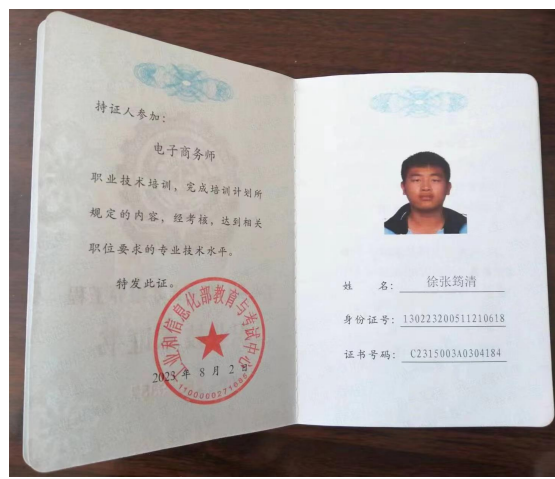 持证人参加:
电子商务师
职业技术培训，完成培训计划所
规定的内容，经考核，达到相关
职位要求的专业技术水平。
特发此证。
工业和信息化部教育与考试中心
2023 年 8 月 2 日
姓 名: 徐张筠清
身份证号: 130223200511210618
证书号码: C2315003A0304184